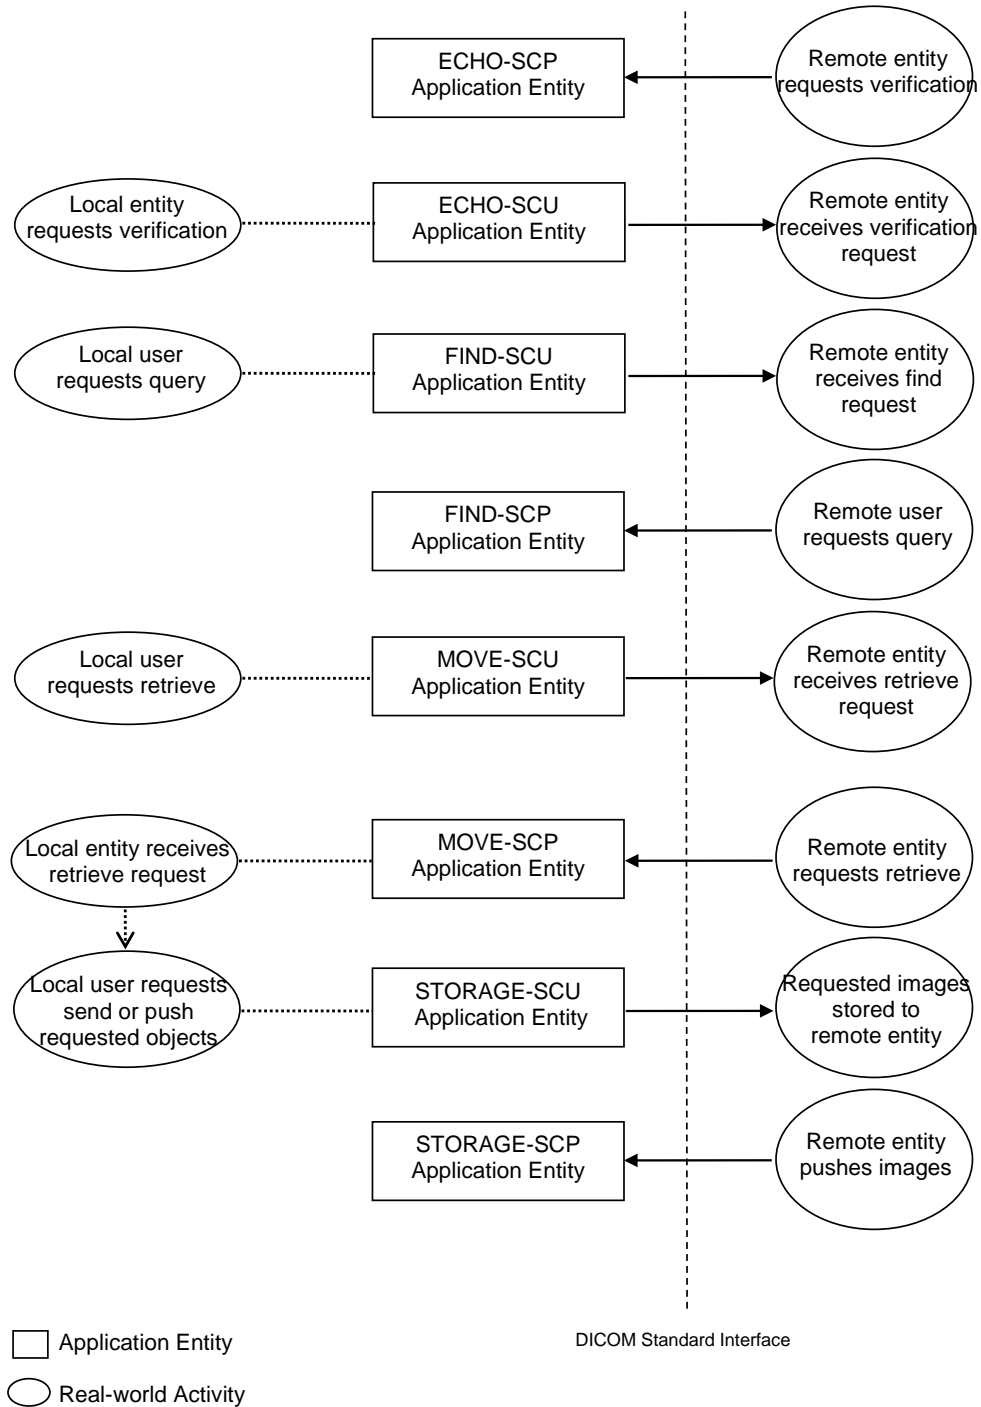 ECHO-SCP
Application Entity
Remote entity
requests verification
Local entity
requests verification
ECHO-SCU
Application Entity
Remote entity
receives verification
request
Local user
requests query
FIND-SCU
Application Entity
Remote entity
receives find
request
FIND-SCP
Application Entity
Remote user
requests query
Local user
requests retrieve
MOVE-SCU
Application Entity
Remote entity
receives retrieve
request
Local entity receives
retrieve request
MOVE-SCP
Application Entity
Remote entity
requests retrieve
Local user requests
send or push
requested objects
STORAGE-SCU
Application Entity
Requested images
stored to
remote entity
STORAGE-SCP
Application Entity
Remote entity
pushes images
Application Entity
DICOM Standard Interface
Real-world Activity